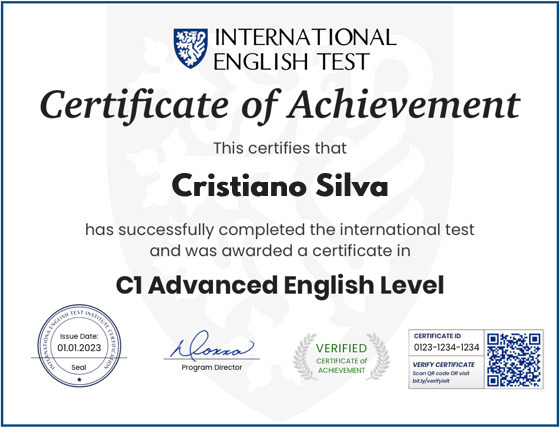 INTERNATIONAL
ENGLISH TEST
Certificate of Achievement
This certifies that
Cristiano Silva
has successfully completed the international test
and was awarded a certificate in
C1 Advanced English Level
INTERNATIONAL ENGLISH TEST INSTITUTE CERTIFICATION
Issue Date:
01.01.2023
Seal
Program Director
VERIFIED
CERTIFICATE of
ACHIEVEMENT
CERTIFICATE ID
0123-1234-1234
VERIFY CERTIFICATE
Scan QR code OR visit
bit.ly/verifyielt